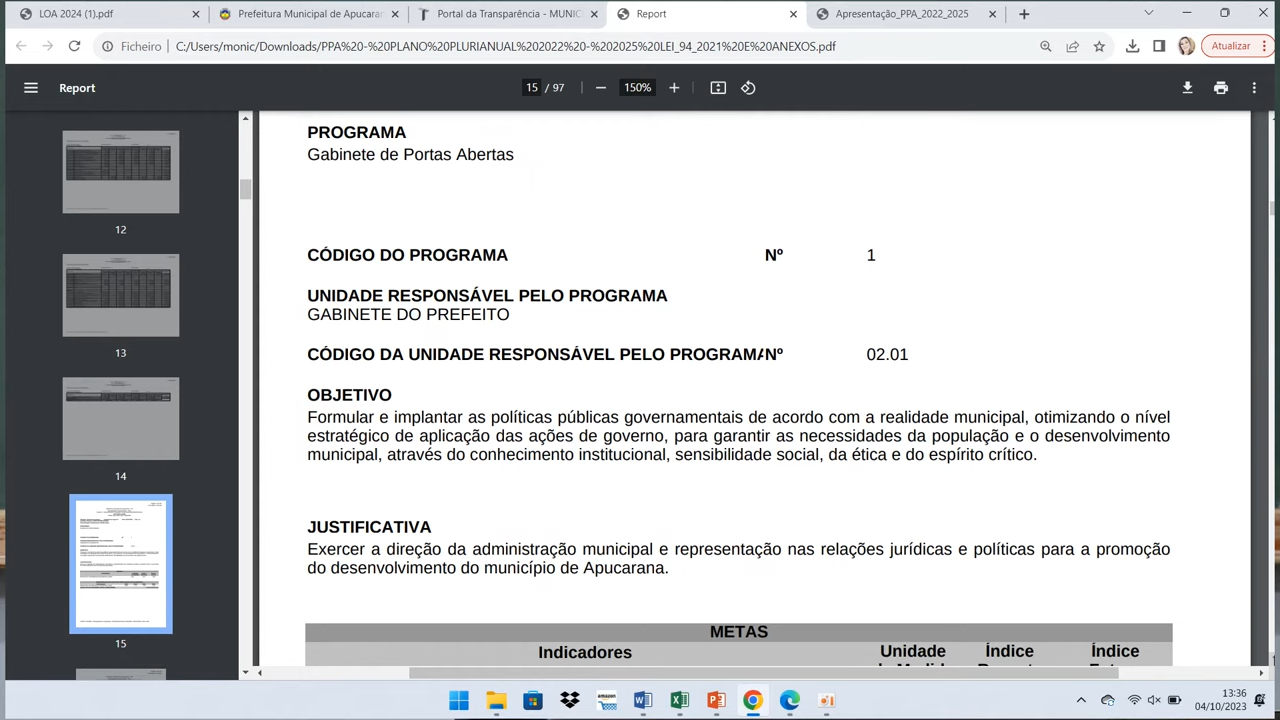 LOA 2024 (1).pdf
Prefeitura Municipal de Apucaran
Portal da Transparência - MUNIC
Report
Apresentação_PPA_2022_2025
Ficheiro
C:/Users/monic/Downloads/PPA%20-%20PLANO%20PLURIANUAL%202022%20-%202025%20LEI_94_2021%20E%20ANEXOS.pdf
Atualizar
Report
15 / 97
150%
PROGRAMA
Gabinete de Portas Abertas
CÓDIGO DO PROGRAMA Nº 1
UNIDADE RESPONSÁVEL PELO PROGRAMA
GABINETE DO PREFEITO
CÓDIGO DA UNIDADE RESPONSÁVEL PELO PROGRAMA Nº 02.01
OBJETIVO
Formular e implantar as políticas públicas governamentais de acordo com a realidade municipal, otimizando o nível
estratégico de aplicação das ações de governo, para garantir as necessidades da população e o desenvolvimento
municipal, através do conhecimento institucional, sensibilidade social, da ética e do espírito crítico.
JUSTIFICATIVA
Exercer a direção da administração municipal e representação nas relações jurídicas e políticas para a promoção
do desenvolvimento do município de Apucarana.
METAS
Indicadores
Unidade
Índice
Índice
12
13
14
15
amazon
13:36
04/10/2023